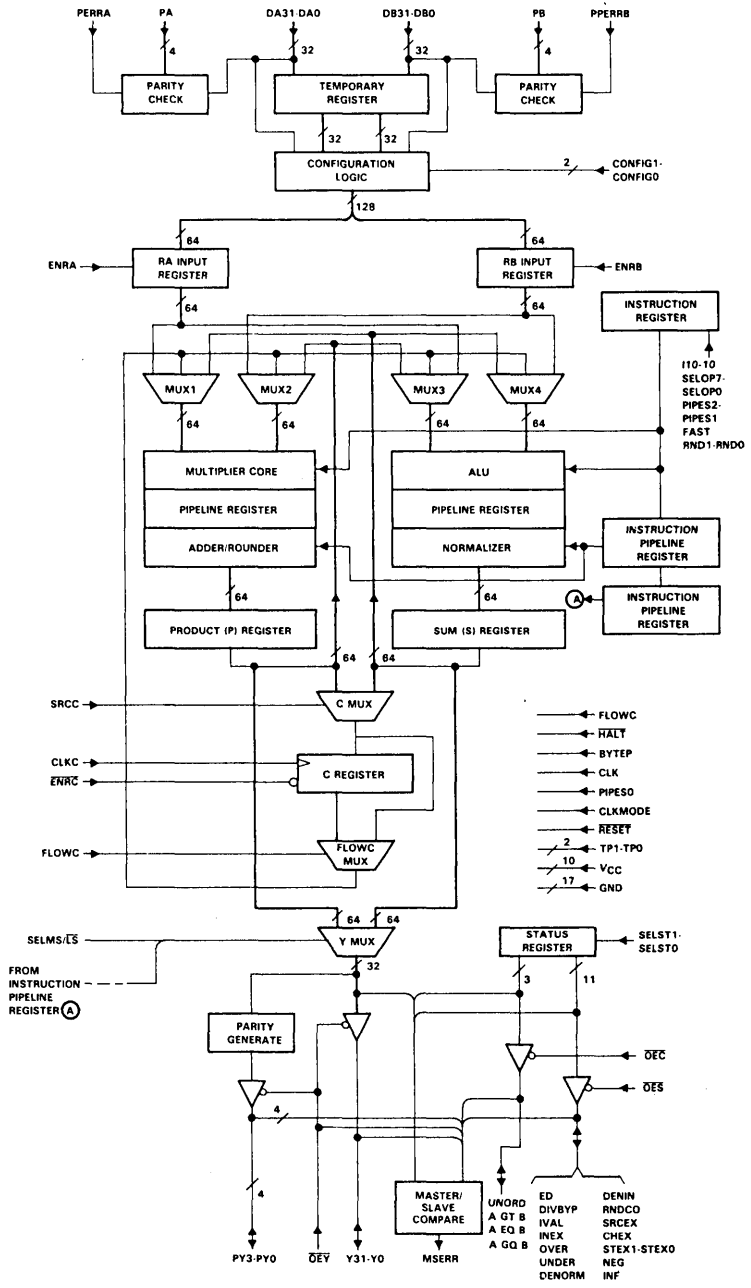 PERRA PA DA31-DA0 DB31-DB0 PB PPERRB
4 32 32 4
PARITY CHECK
TEMPORARY REGISTER
PARITY CHECK
32 32
CONFIGURATION LOGIC
2 CONFIG1-
CONFIG0
128
64 64
ENRA
RA INPUT REGISTER
RB INPUT REGISTER
ENRB
64 64
INSTRUCTION REGISTER
I10-10
SELOP7-
SELOP0
PIPES2-
PIPES1
FAST
RND1-RND0
MUX1 MUX2 MUX3 MUX4
64 64 64 64
MULTIPLIER CORE
PIPELINE REGISTER
ADDER/ROUNDER
ALU
PIPELINE REGISTER
NORMALIZER
INSTRUCTION
PIPELINE
REGISTER
A
INSTRUCTION
PIPELINE
REGISTER
64 64
PRODUCT (P) REGISTER
SUM (S) REGISTER
64 64
SRCC
C MUX
CLKC
ENRC
C REGISTER
FLOWC
FLOWC
MUX
FLOWC
HALT
BYTEP
CLK
PIPES0
CLKMODE
RESET
2 TP1-TP0
10 VCC
17 GND
64 64
SELMS/LS
Y MUX
32
FROM
INSTRUCTION
PIPELINE
REGISTER A
STATUS
REGISTER
SELST1-
SELST0
3 11
PARITY
GENERATE
OEC
OES
4
4
MASTER/
SLAVE
COMPARE
PY3-PY0 OEY Y31-Y0 MSERR
UNORD
A GT B
A EQ B
A GQ B
ED DENIN
DIVBYP RNDCO
IVAL SRCEX
INEX CHEX
OVER STEX1-STEX0
UNDER NEG
DENORM INF